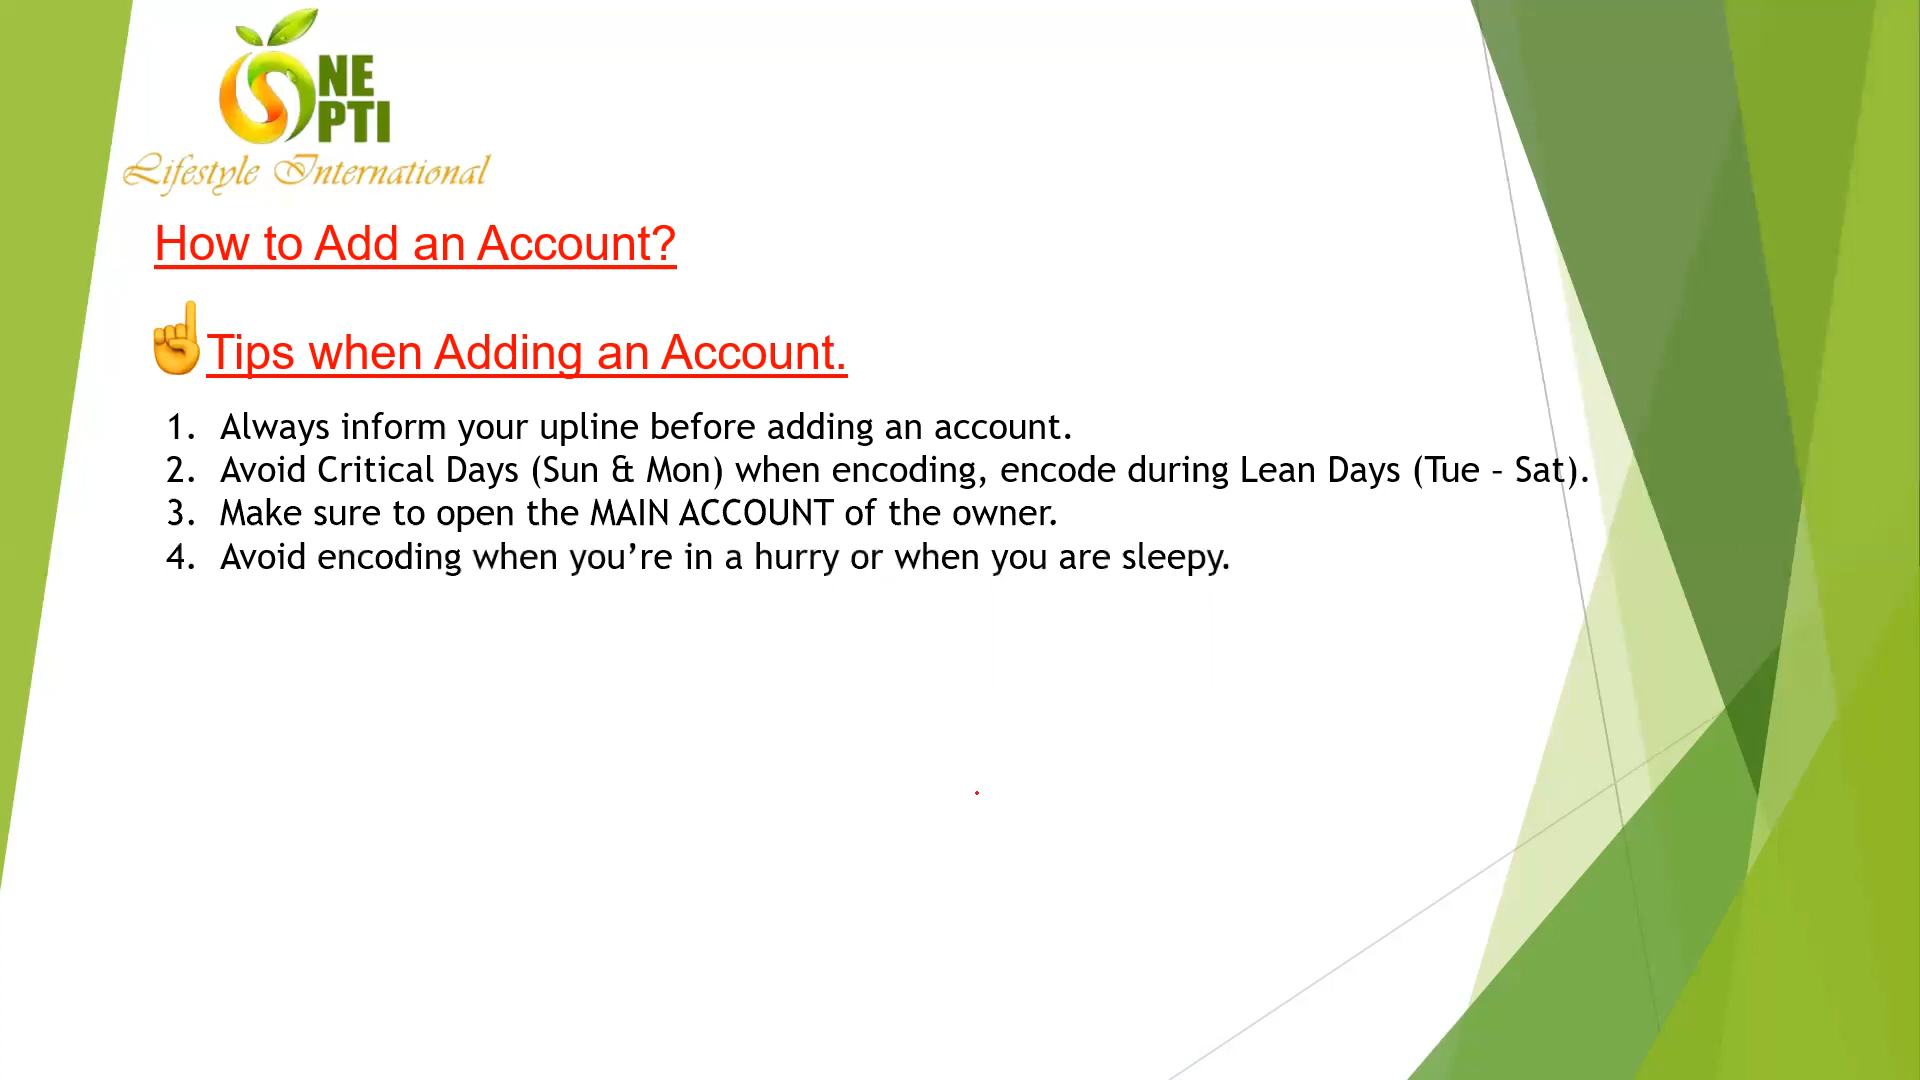 ONE
OPTI
Lifestyle International
How to Add an Account?
☝Tips when Adding an Account.
1. Always inform your upline before adding an account.
2. Avoid Critical Days (Sun & Mon) when encoding, encode during Lean Days (Tue – Sat).
3. Make sure to open the MAIN ACCOUNT of the owner.
4. Avoid encoding when you’re in a hurry or when you are sleepy.